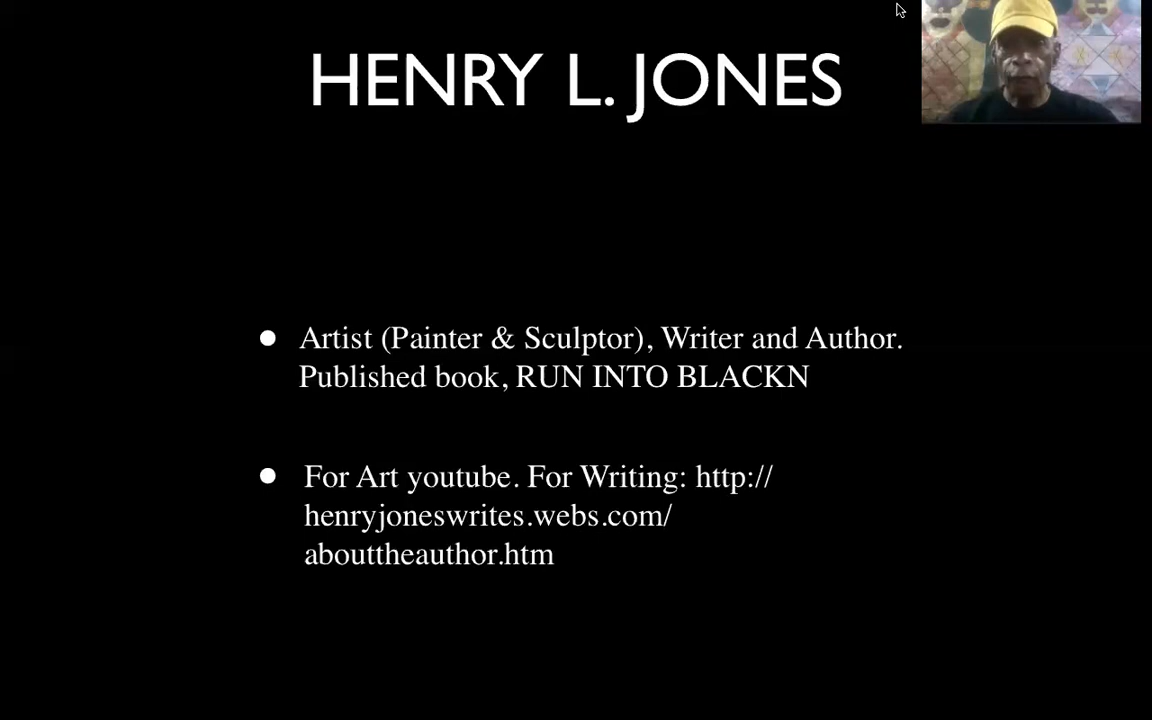 HENRY L. JONES
• Artist (Painter & Sculptor), Writer and Author.
Published book, RUN INTO BLACKN
• For Art youtube. For Writing: http://
henryjoneswrites.webs.com/
abouttheauthor.htm